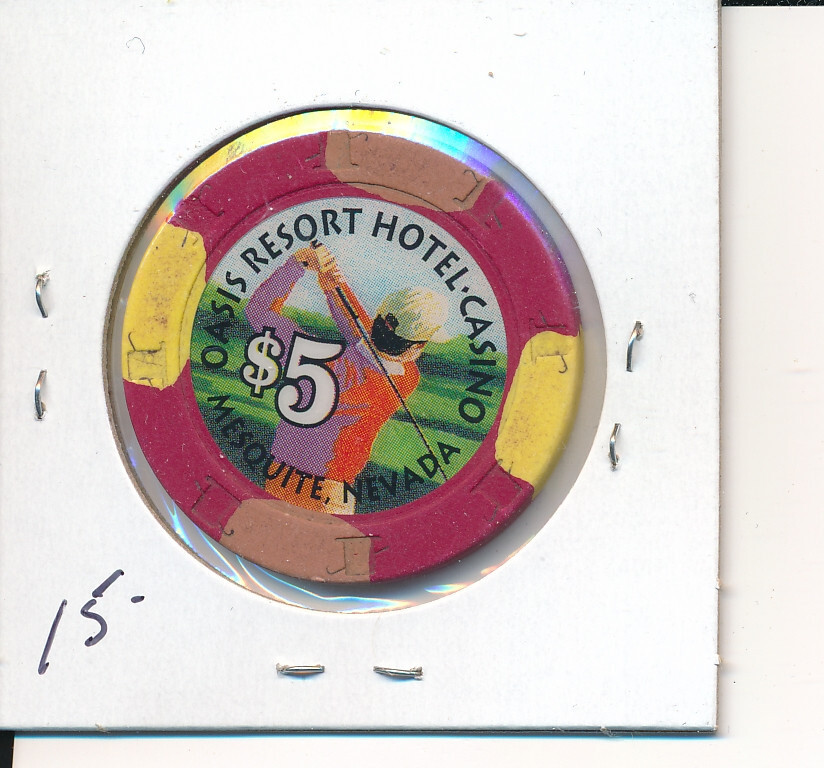 OASIS RESORT HOTEL·CASINO
$5
MESQUITE, NEVADA
15-